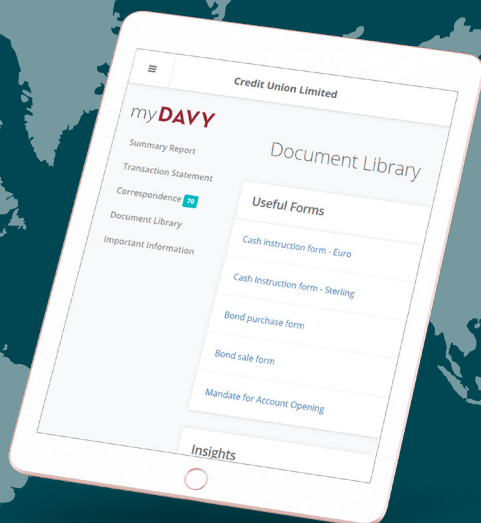 Credit Union Limited
myDAVY
Summary Report
Transaction Statement
Correspondence 70
Document Library
Important Information
Document Library
Useful Forms
Cash instruction form - Euro
Cash Instruction form - Sterling
Bond purchase form
Bond sale form
Mandate for Account Opening
Insights